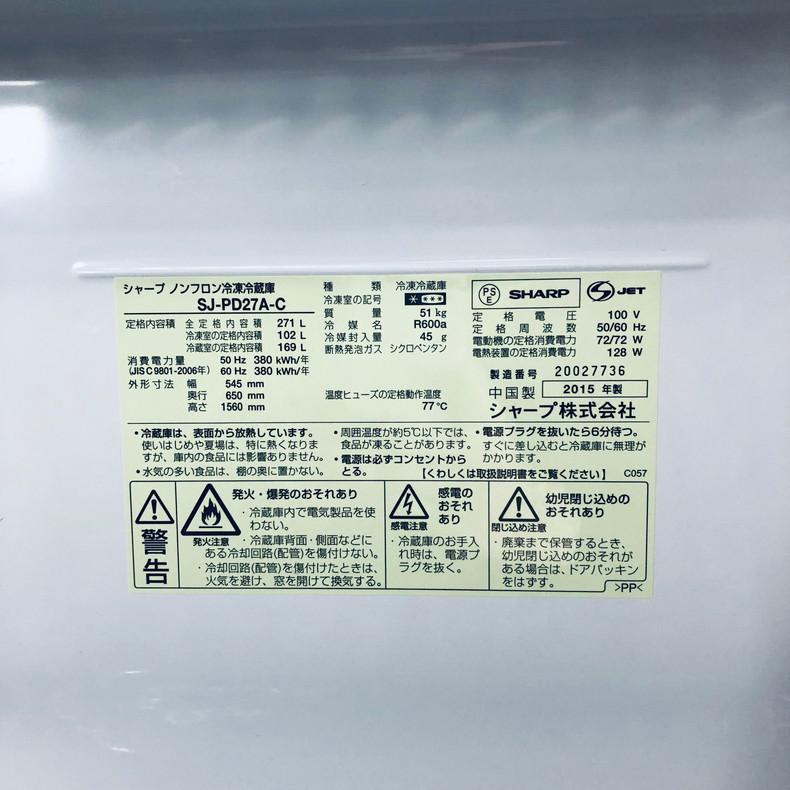 シャープ ノンフロン冷凍冷蔵庫
SJ-PD27A-C
定格内容積 全定格内容積 271 L
冷凍室の定格内容積 102 L
冷蔵室の定格内容積 169 L
消費電力量 50 Hz 380 kWh/年
(JIS C 9801-2006年) 60 Hz 380 kWh/年
外形寸法 幅 545 mm
奥行 650 mm
高さ 1560 mm
種類 冷凍冷蔵庫
冷凍室の記号 * ***
質量 51 kg
冷媒名 R600a
冷媒封入量 45 g
断熱発泡ガス シクロペンタン
温度ヒューズの定格動作温度
77 ℃
PSE SHARP S JET
定格電圧 100 V
定格周波数 50/60 Hz
電動機の定格消費電力 72/72 W
電熱装置の定格消費電力 128 W
製造番号 20027736
中国製 2015 年製
シャープ株式会社
・冷蔵庫は、表面から放熱しています。
使いはじめや夏場は、特に熱くなりま
すが、庫内の食品には影響ありません。
・水気の多い食品は、棚の奥に置かない。
・周囲温度が約5℃以下では、
食品が凍ることがあります。
・電源は必ずコンセントから
とる。
・電源プラグを抜いたら6分待つ。
すぐに差し込むと冷蔵庫に無理が
かかります。
【くわしくは取扱説明書をご覧ください】 C057
警告
発火・爆発のおそれあり
発火注意
・冷蔵庫内で電気製品を使
わない。
・冷蔵庫背面・側面などに
ある冷却回路(配管)を傷付けない。
・冷却回路(配管)を傷付けたときは、
火気を避け、窓を開けて換気する。
感電の
おそれ
あり
感電注意
・冷蔵庫のお手入
れ時は、電源プラ
グを抜く。
幼児閉じ込めの
おそれあり
閉じ込め注意
・廃棄まで保管するとき、
幼児閉じ込めのおそれが
ある場合は、ドアパッキン
をはずす。
>PP<